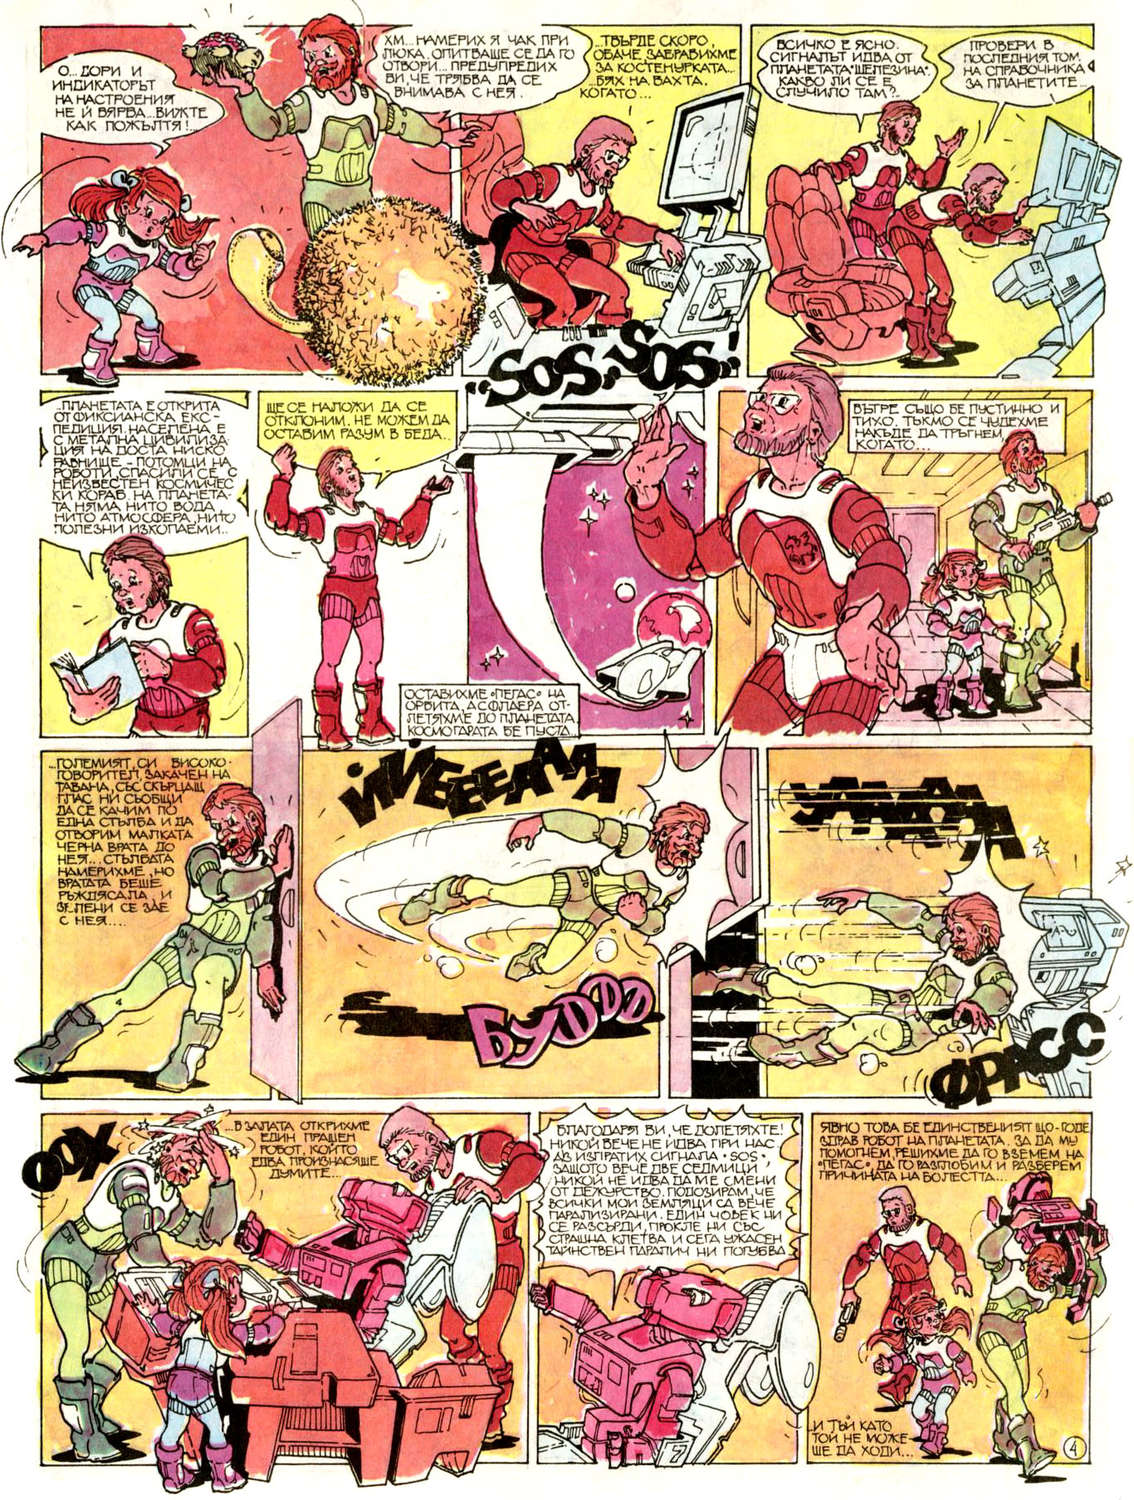 О...ДОРИ И
ИНДИКАТОРЪТ
НА НАСТРОЕНИЯ
НЕ Й ВЯРВА...ВИЖТЕ
КАК ПОЖЪЛТЯ!...
ХМ...НАМЕРИХ Я ЧАК ПРИ
ЛЮКА, ОПИТВАШЕ СЕ ДА ГО
ОТВОРИ...ПРЕДУПРЕДИХ
ВИ, ЧЕ ТРЯБВА ДА СЕ
ВНИМАВА С НЕЯ.
...ТВЪРДЕ СКОРО
ОБАЧЕ ЗАБРАВИХМЕ
ЗА КОСТЕНУРКАТА...
...БЯХ НА ВАХТА,
КОГАТО...
„SOS, SOS!
ВСИЧКО Е ЯСНО.
СИГНАЛЪТ ИДВА ОТ
ПЛАНЕТАТА "ШЕЛЕЗИНА".
КАКВО ЛИ СЕ Е
СЛУЧИЛО ТАМ?..
ПРОВЕРИ В
ПОСЛЕДНИЯ ТОМ
НА СПРАВОЧНИКА
ЗА ПЛАНЕТИТЕ...
...ПЛАНЕТАТА Е ОТКРИТА
ОТ ФИКСИАНСКА ЕКС-
ПЕДИЦИЯ. НАСЕЛЕНА Е
С МЕТАЛНА ЦИВИЛИЗА-
ЦИЯ НА ДОСТА НИСКО
РАВНИЩЕ - ПОТОМЦИ НА
РОБОТИ, СПАСИЛИ СЕ С
НЕИЗВЕСТЕН КОСМИЧЕС-
КИ КОРАБ. НА ПЛАНЕТА-
ТА НЯМА НИТО ВОДА,
НИТО АТМОСФЕРА, НИТО
ПОЛЕЗНИ ИЗКОПАЕМИ...
ЩЕ СЕ НАЛОЖИ ДА СЕ
ОТКЛОНИМ. НЕ МОЖЕМ ДА
ОСТАВИМ РАЗУМ В БЕДА...
ОСТАВИХМЕ "ПЕГАС" НА
ОРБИТА, А С ФЛАЕРА ОТ-
ЛЕТЯХМЕ ДО ПЛАНЕТАТА.
КОСМОГАРАТА БЕ ПУСТА...
ВЪТРЕ СЪЩО БЕ ПУСТИННО И
ТИХО. ТЪКМО СЕ ЧУДЕХМЕ
НАКЪДЕ ДА ТРЪГНЕМ,
КОГАТО...
...ГОЛЕМИЯТ СИ ВИСОКО-
ГОВОРИТЕЛ, ЗАКАЧЕН НА
ТАВАНА, СЪС СКЪРЦАЩ
ГЛАС НИ СЪОБЩИ
ДА СЕ КАЧИМ ПО
ЕДНА СТЪЛБА И ДА
ОТВОРИМ МАЛКАТА
ЧЕРНА ВРАТА ДО
НЕЯ...СТЪЛБАТА
НАМЕРИХМЕ, НО
ВРАТАТА БЕШЕ
РЪЖДЯСАЛА, И
ЗЕЛЕНИ СЕ ЗАЕ
С НЕЯ....
ИЙЙЕЕЕЕАААА
БУДДД
УААААААА
ФРАСС
ООХ
...В ЗАЛАТА ОТКРИХМЕ
ЕДИН ПРАШЕН
РОБОТ, КОЙТО
ЕДВА ПРОИЗНАСЯШЕ
ДУМИТЕ...
БЛАГОДАРЯ ВИ, ЧЕ ДОЛЕТЯХТЕ!
НИКОЙ ВЕЧЕ НЕ ИДВА ПРИ НАС.
АЗ ИЗПРАТИХ СИГНАЛА "SOS",
ЗАЩОТО ВЕЧЕ ДВЕ СЕДМИЦИ
НИКОЙ НЕ ИДВА ДА МЕ СМЕНИ
ОТ ДЕЖУРСТВО. ПОДОЗИРАМ, ЧЕ
ВСИЧКИ МОИ ЗЕМЛЯЦИ СА ВЕЧЕ
ПАРАЛИЗИРАНИ. ЕДИН ЧОВЕК НИ
СЕ РАЗСЪРДИ, ПРОКЛЕ НИ СЪС
СТРАШНА КЛЕТВА И СЕГА УЖАСЕН
ТАИНСТВЕН ПАРАЛИЧ НИ ПОГУБВА
ЯВНО ТОВА БЕ ЕДИНСТВЕНИЯТ ЩО-ГОДЕ
ЗДРАВ РОБОТ НА ПЛАНЕТАТА. ЗА ДА МУ
ПОМОГНЕМ, РЕШИХМЕ ДА ГО ВЗЕМЕМ НА
"ПЕГАС", ДА ГО РАЗГЛОБИМ И РАЗБЕРЕМ
ПРИЧИНАТА НА БОЛЕСТТА...
...И ТЪЙ КАТО
ТОЙ НЕ МОЖЕ-
ШЕ ДА ХОДИ...
4